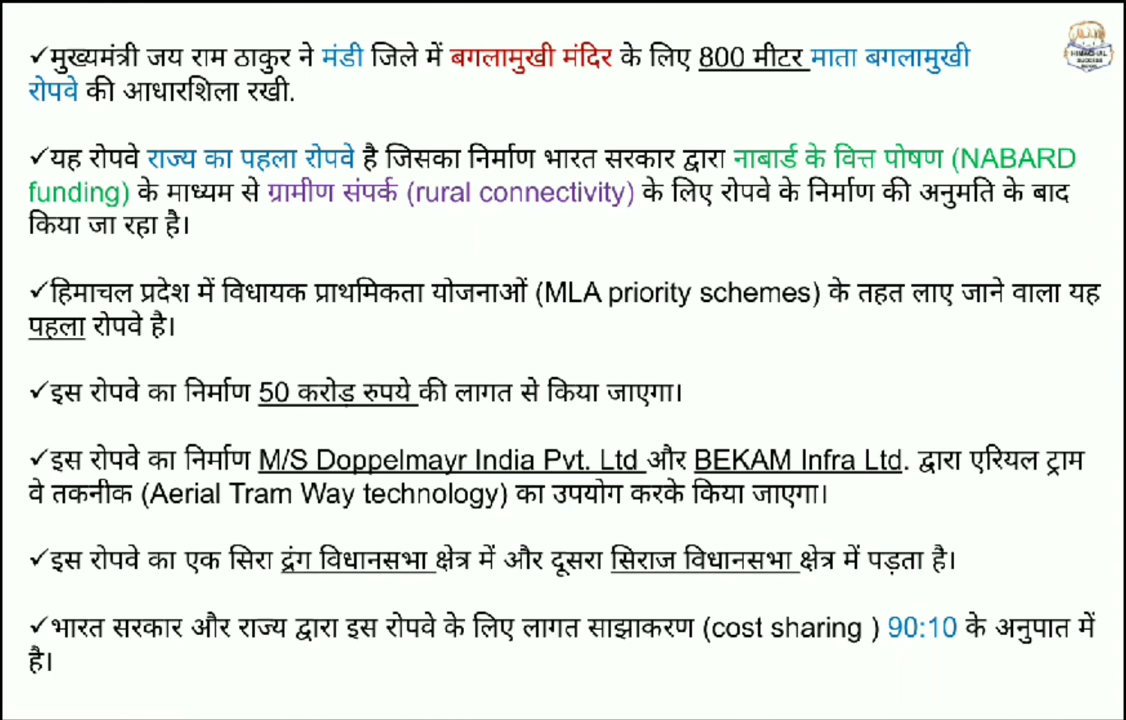 ✓मुख्यमंत्री जय राम ठाकुर ने मंडी जिले में बगलामुखी मंदिर के लिए 800 मीटर माता बगलामुखी
रोपवे की आधारशिला रखी.
✓यह रोपवे राज्य का पहला रोपवे है जिसका निर्माण भारत सरकार द्वारा नाबार्ड के वित्त पोषण (NABARD
funding) के माध्यम से ग्रामीण संपर्क (rural connectivity) के लिए रोपवे के निर्माण की अनुमति के बाद
किया जा रहा है।
✓हिमाचल प्रदेश में विधायक प्राथमिकता योजनाओं (MLA priority schemes) के तहत लाए जाने वाला यह
पहला रोपवे है।
✓इस रोपवे का निर्माण 50 करोड़ रुपये की लागत से किया जाएगा।
✓इस रोपवे का निर्माण M/S Doppelmayr India Pvt. Ltd और BEKAM Infra Ltd. द्वारा एरियल ट्राम
वे तकनीक (Aerial Tram Way technology) का उपयोग करके किया जाएगा।
✓इस रोपवे का एक सिरा द्रंग विधानसभा क्षेत्र में और दूसरा सिराज विधानसभा क्षेत्र में पड़ता है।
✓भारत सरकार और राज्य द्वारा इस रोपवे के लिए लागत साझाकरण (cost sharing ) 90:10 के अनुपात में
है।
HIMACHAL
SUCCESS